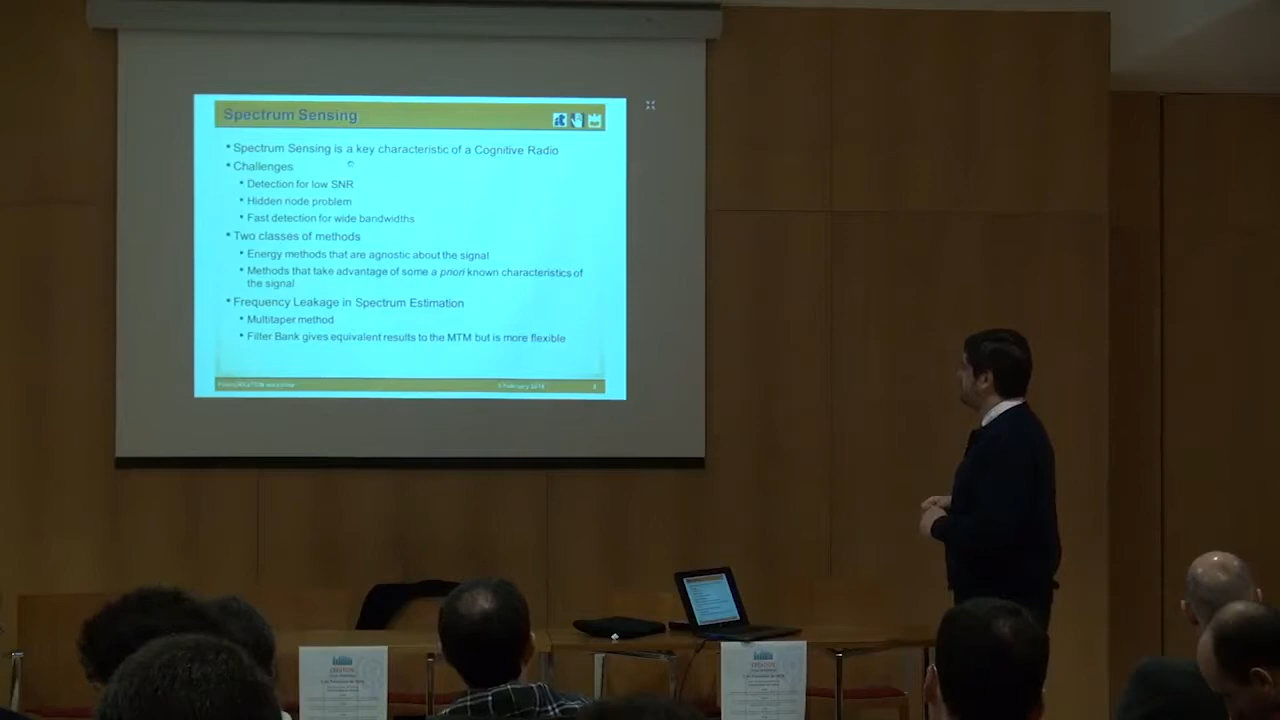 Spectrum Sensing
Spectrum Sensing is a key characteristic of a Cognitive Radio
Challenges
Detection for low SNR
Hidden node problem
Fast detection for wide bandwidths
Two classes of methods
Energy methods that are agnostic about the signal
Methods that take advantage of some a priori known characteristics of
the signal
Frequency Leakage in Spectrum Estimation
Multitaper method
Filter Bank gives equivalent results to the MTM but is more flexible
CREATION
CREATION